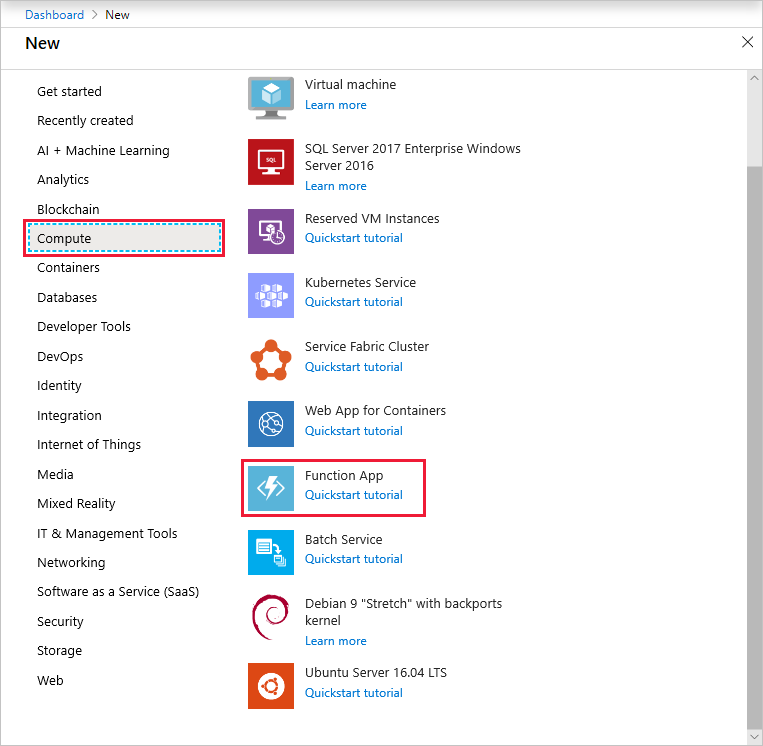 Dashboard > New
New
Get started
Recently created
AI + Machine Learning
Analytics
Blockchain
Compute
Containers
Databases
Developer Tools
DevOps
Identity
Integration
Internet of Things
Media
Mixed Reality
IT & Management Tools
Networking
Software as a Service (SaaS)
Security
Storage
Web
Virtual machine
Learn more
SQL
SQL Server 2017 Enterprise Windows
Server 2016
Learn more
Reserved VM Instances
Quickstart tutorial
Kubernetes Service
Quickstart tutorial
Service Fabric Cluster
Quickstart tutorial
Web App for Containers
Quickstart tutorial
Function App
Quickstart tutorial
Batch Service
Quickstart tutorial
Debian 9 "Stretch" with backports
kernel
Learn more
Ubuntu Server 16.04 LTS
Quickstart tutorial